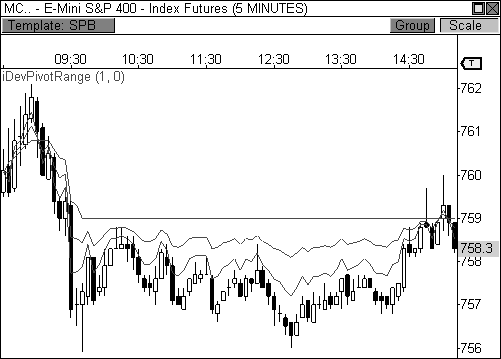 MC.. - E-Mini S&P 400 - Index Futures (5 MINUTES)
Template: SPB Group Scale
09:30 10:30 11:30 12:30 13:30 14:30 T
iDevPivotRange (1, 0)
762
761
760
759
758.3
758
757
756